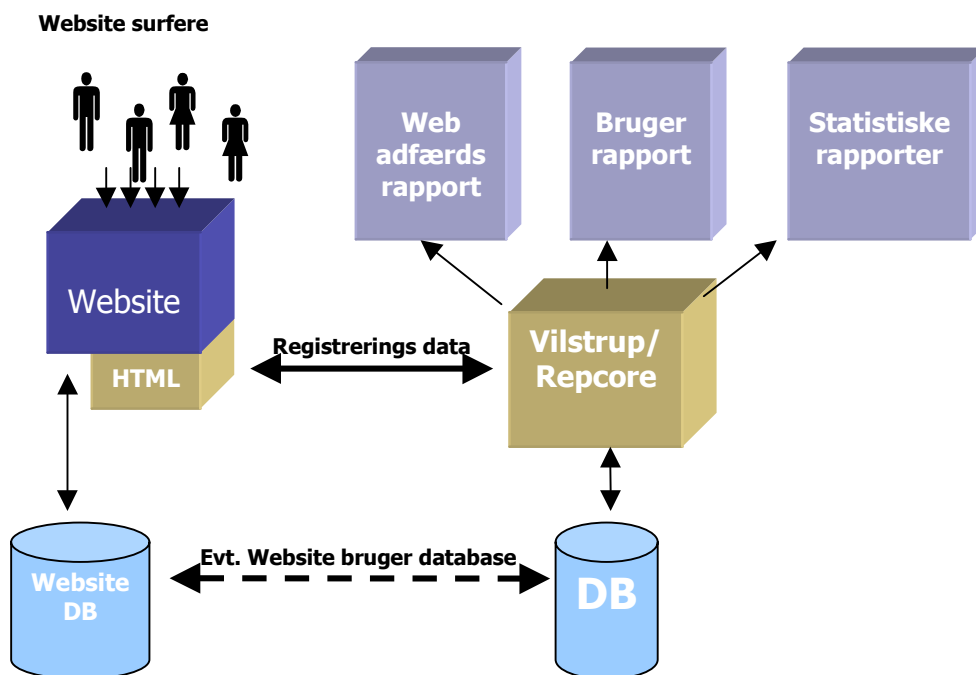 Website surfere
Web
adfærds
rapport
Bruger
rapport
Statistiske
rapporter
Website
HTML
Registrerings data
Vilstrup/
Repcore
Evt. Website bruger database
Website
DB
DB